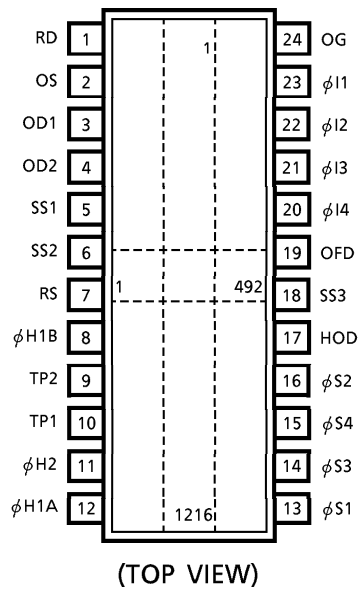 RD 1 1 24 OG
OS 2 23 ϕI1
OD1 3 22 ϕI2
OD2 4 21 ϕI3
SS1 5 20 ϕI4
SS2 6 19 OFD
RS 7 1 492 18 SS3
ϕH1B 8 17 HOD
TP2 9 16 ϕS2
TP1 10 15 ϕS4
ϕH2 11 14 ϕS3
ϕH1A 12 1216 13 ϕS1
(TOP VIEW)